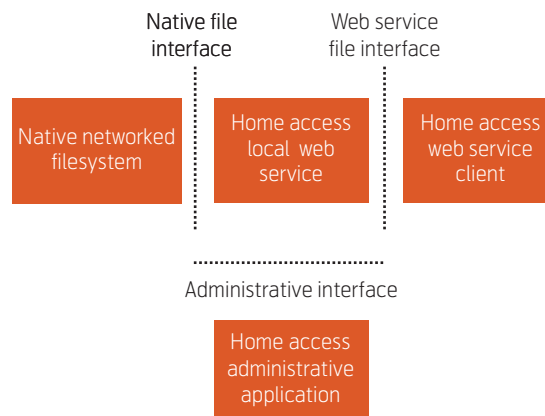 Native file
interface
Web service
file interface
Native networked
filesystem
Home access
local web
service
Home access
web service
client
Administrative interface
Home access
administrative
application